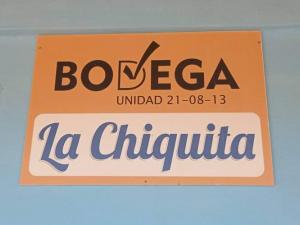 BODEGA
UNIDAD 21-08-13
La Chiquita